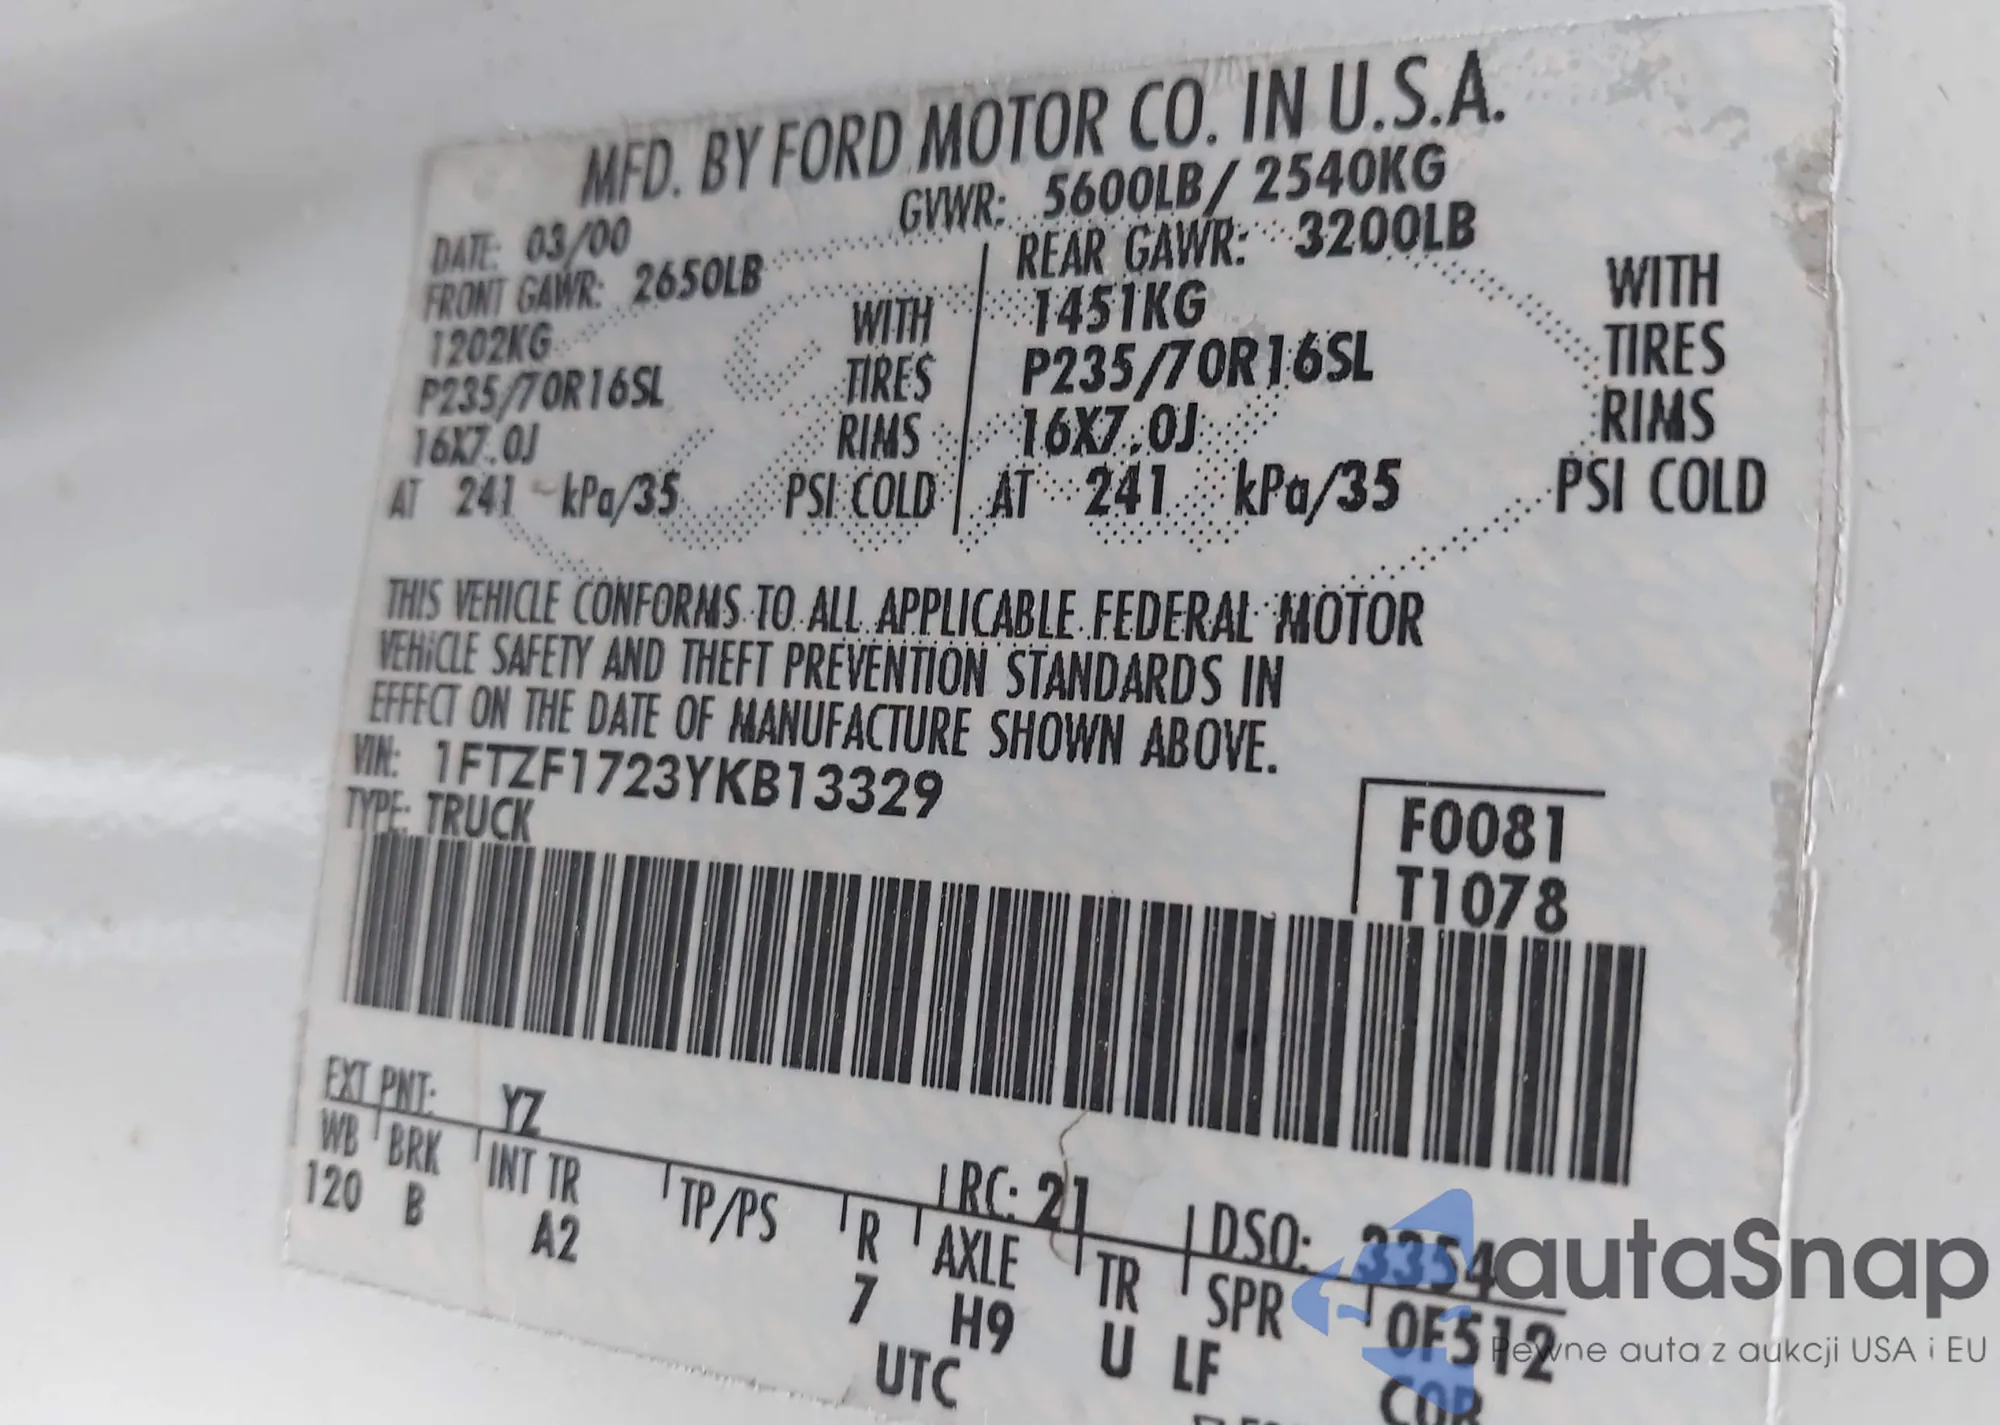 MFD. BY FORD MOTOR CO. IN U.S.A.
DATE: 03/00 GVWR: 5600LB/ 2540KG
FRONT GAWR: 2650LB REAR GAWR: 3200LB
1202KG WITH 1451KG WITH
P235/70R16SL TIRES P235/70R16SL TIRES
16X7.0J RIMS 16X7.0J RIMS
AT 241 kPa/35 PSI COLD AT 241 kPa/35 PSI COLD
THIS VEHICLE CONFORMS TO ALL APPLICABLE FEDERAL MOTOR
VEHICLE SAFETY AND THEFT PREVENTION STANDARDS IN
EFFECT ON THE DATE OF MANUFACTURE SHOWN ABOVE.
VIN: 1FTZF1723YKB13329
TYPE: TRUCK
F0081
T1078
EXT PNT: YZ RC: 21 DSO: 3354
WB BRK INT TR TP/PS R AXLE TR SPR 0F512
120 B A2 7 H9 U LF COR
UTC
autaSnap
Pewne auta z aukcji USA i EU